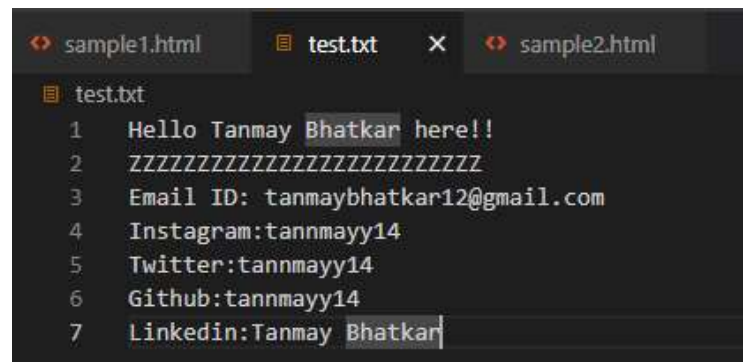 sample1.html test.txt × sample2.html
test.txt
1 Hello Tanmay Bhatkar here!!
2 ZZZZZZZZZZZZZZZZZZZZZZZZZZ
3 Email ID: tanmaybhatkar12@gmail.com
4 Instagram:tannmayy14
5 Twitter:tannmayy14
6 Github:tannmayy14
7 Linkedin:Tanmay Bhatkar